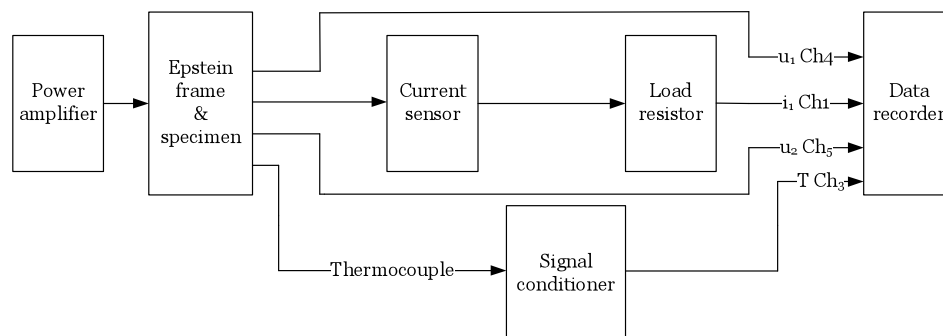 Power
amplifier
Epstein
frame
&
specimen
Current
sensor
Load
resistor
u₁ Ch4
i₁ Ch1
u₂ Ch₅
T Ch₃
Data
recorder
Thermocouple
Signal
conditioner